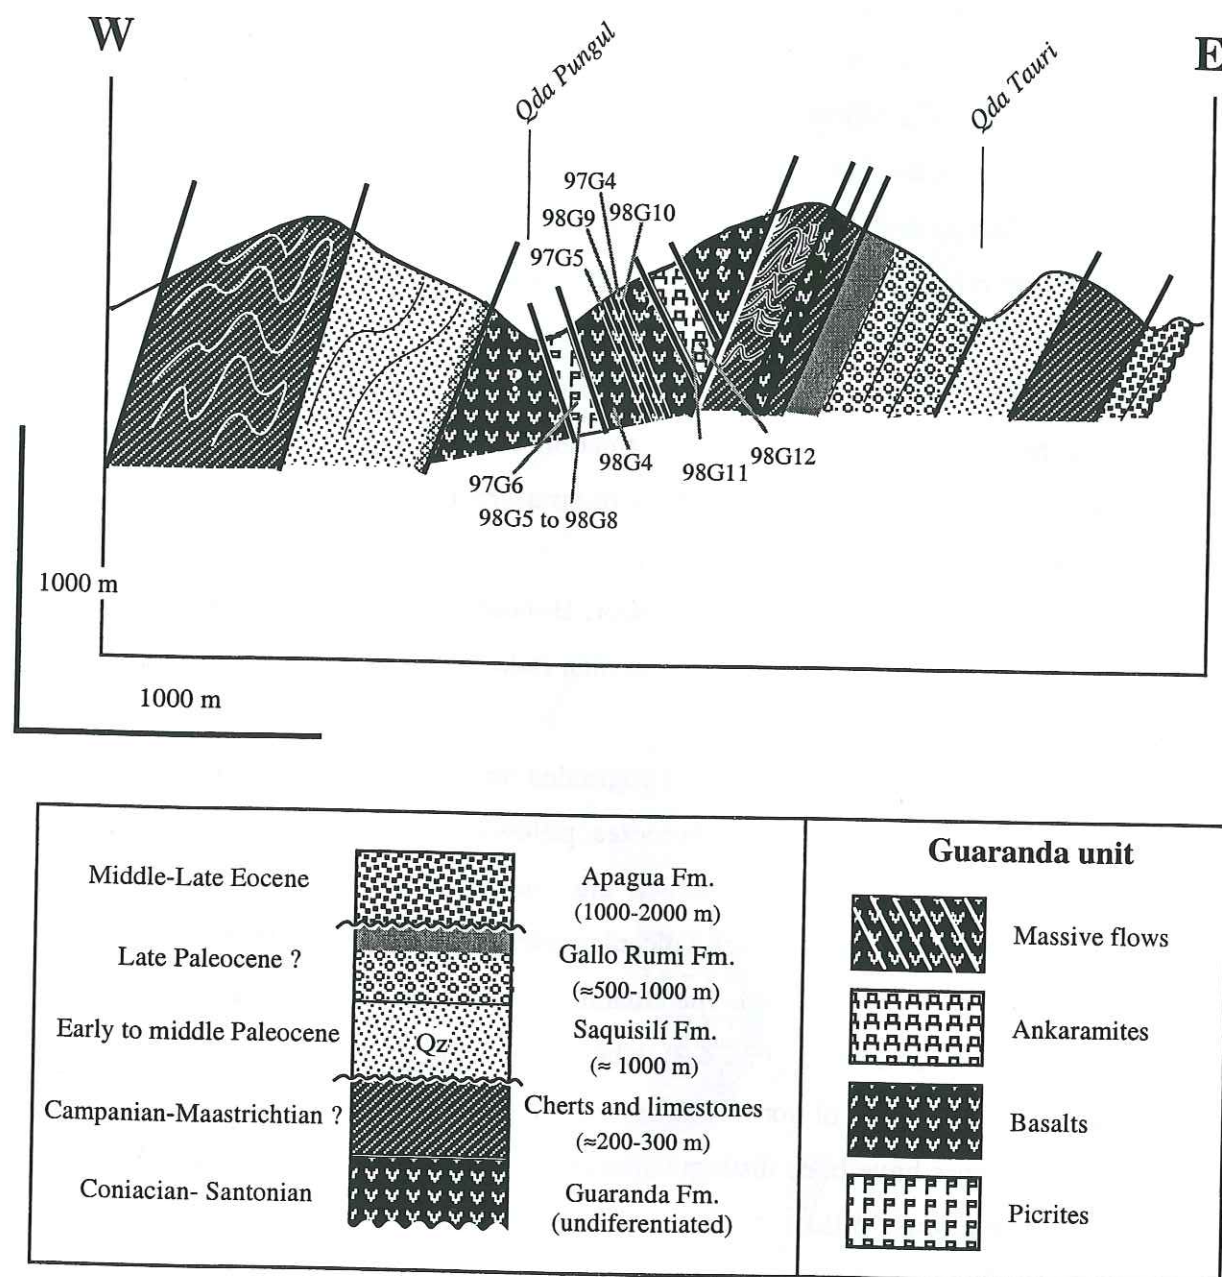 W
E
Qda Pungul
Qda Tauri
97G4
98G9
98G10
97G5
98G4
98G11
98G12
97G6
98G5 to 98G8
1000 m
1000 m
Middle-Late Eocene
Apagua Fm.
(1000-2000 m)
Late Paleocene ?
Gallo Rumi Fm.
(≈500-1000 m)
Early to middle Paleocene
Qz
Saquisilí Fm.
(≈ 1000 m)
Campanian-Maastrichtian ?
Cherts and limestones
(≈200-300 m)
Coniacian- Santonian
Guaranda Fm.
(undiferentiated)
Guaranda unit
Massive flows
Ankaramites
Basalts
Picrites